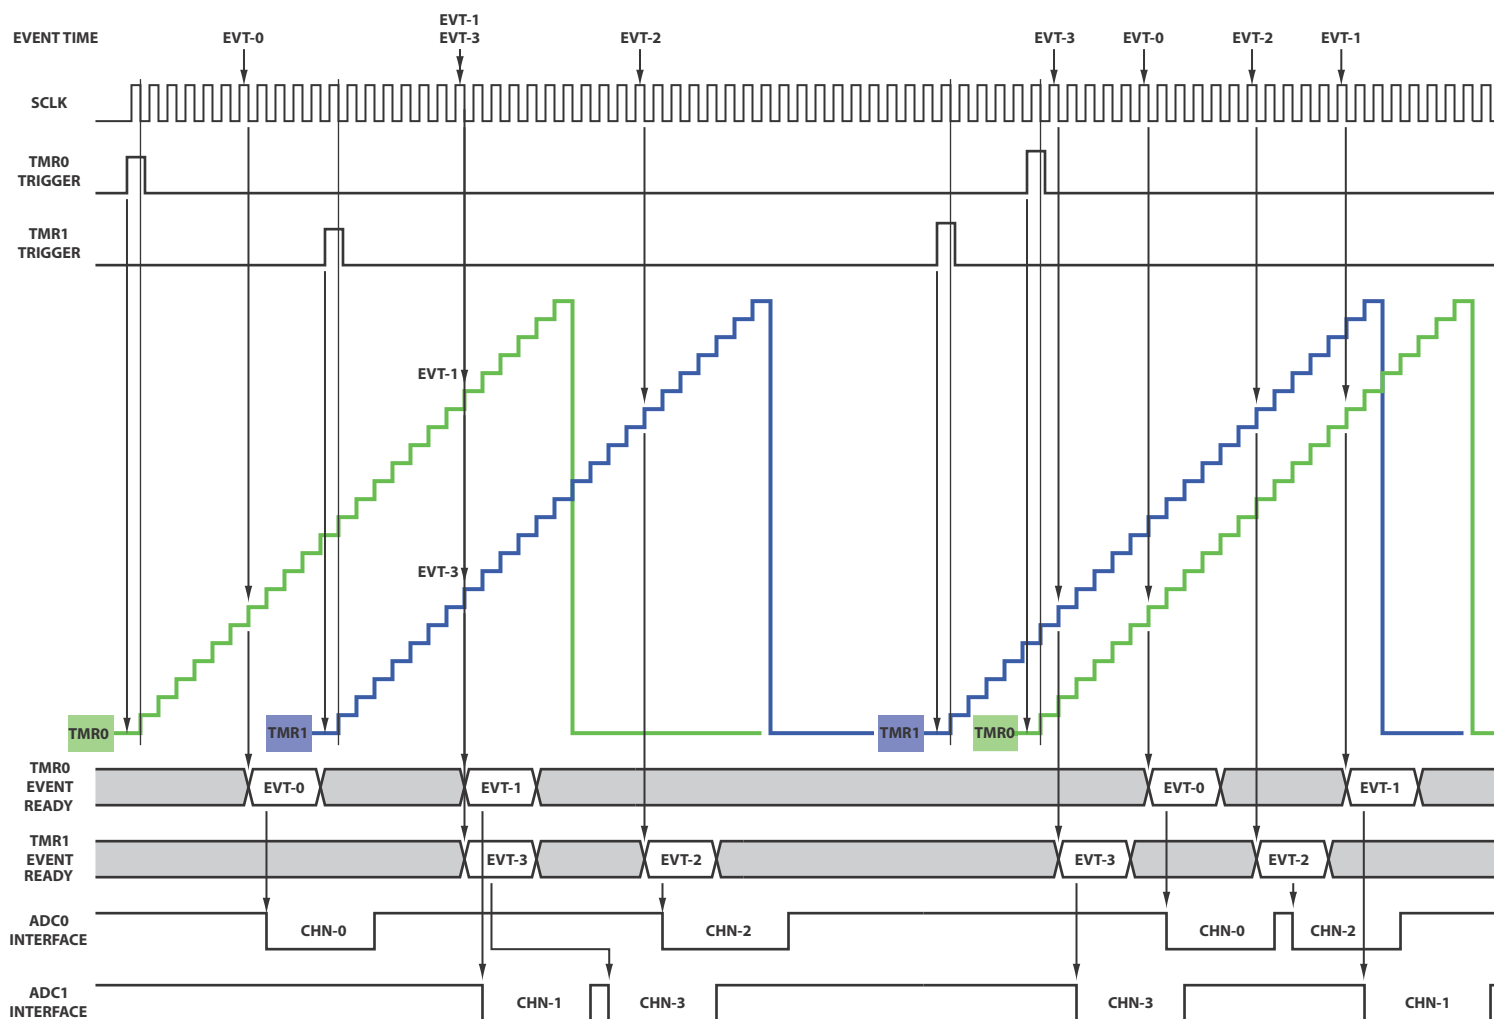 EVT-1
EVENT TIME EVT-0 EVT-3 EVT-2 EVT-3 EVT-0 EVT-2 EVT-1
SCLK
TMR0
TRIGGER
TMR1
TRIGGER
EVT-1
EVT-3
TMR0 TMR1 TMR1 TMR0
TMR0
EVENT EVT-0 EVT-1 EVT-0 EVT-1
READY
TMR1
EVENT EVT-3 EVT-2 EVT-3 EVT-2
READY
ADC0
INTERFACE CHN-0 CHN-2 CHN-0 CHN-2
ADC1
INTERFACE CHN-1 CHN-3 CHN-3 CHN-1